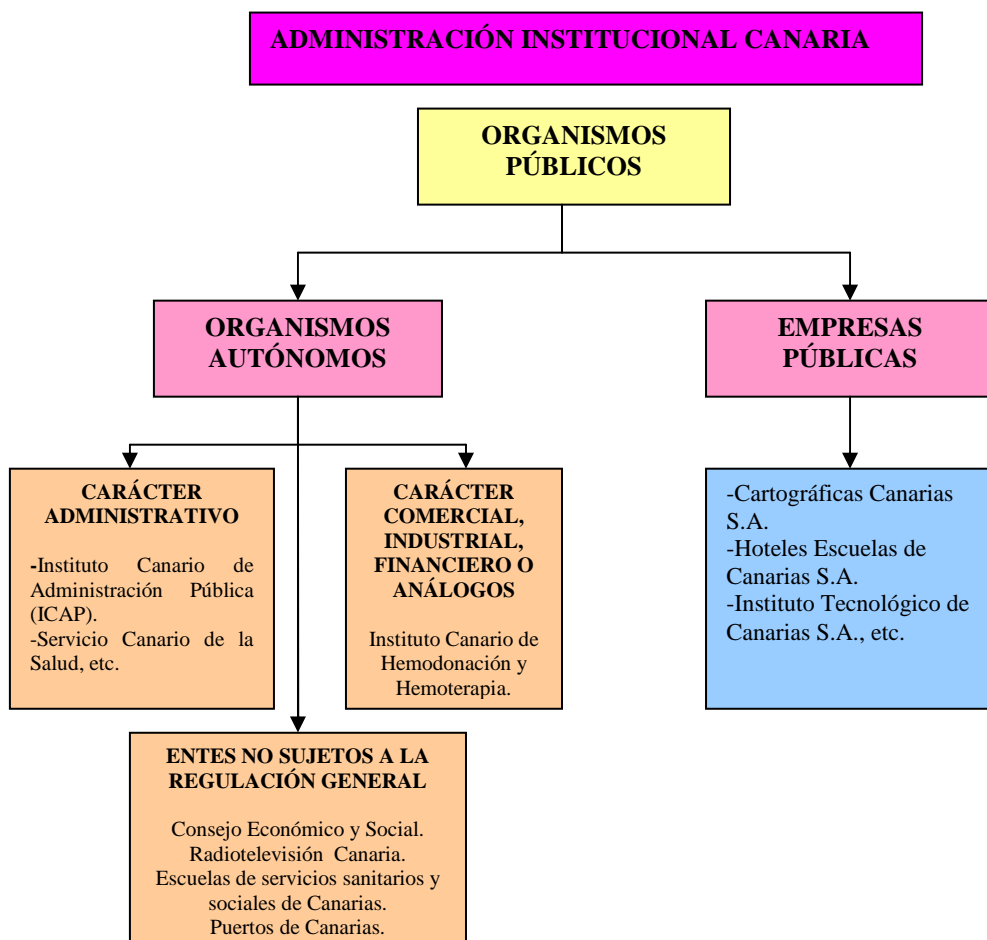 ADMINISTRACIÓN INSTITUCIONAL CANARIA
ORGANISMOS
PÚBLICOS
ORGANISMOS
AUTÓNOMOS
EMPRESAS
PÚBLICAS
CARÁCTER
ADMINISTRATIVO
-Instituto Canario de
Administración Pública
(ICAP).
-Servicio Canario de la
Salud, etc.
CARÁCTER
COMERCIAL,
INDUSTRIAL,
FINANCIERO O
ANÁLOGOS
Instituto Canario de
Hemodonación y
Hemoterapia.
-Cartográficas Canarias
S.A.
-Hoteles Escuelas de
Canarias S.A.
-Instituto Tecnológico de
Canarias S.A., etc.
ENTES NO SUJETOS A LA
REGULACIÓN GENERAL
Consejo Económico y Social.
Radiotelevisión Canaria.
Escuelas de servicios sanitarios y
sociales de Canarias.
Puertos de Canarias.